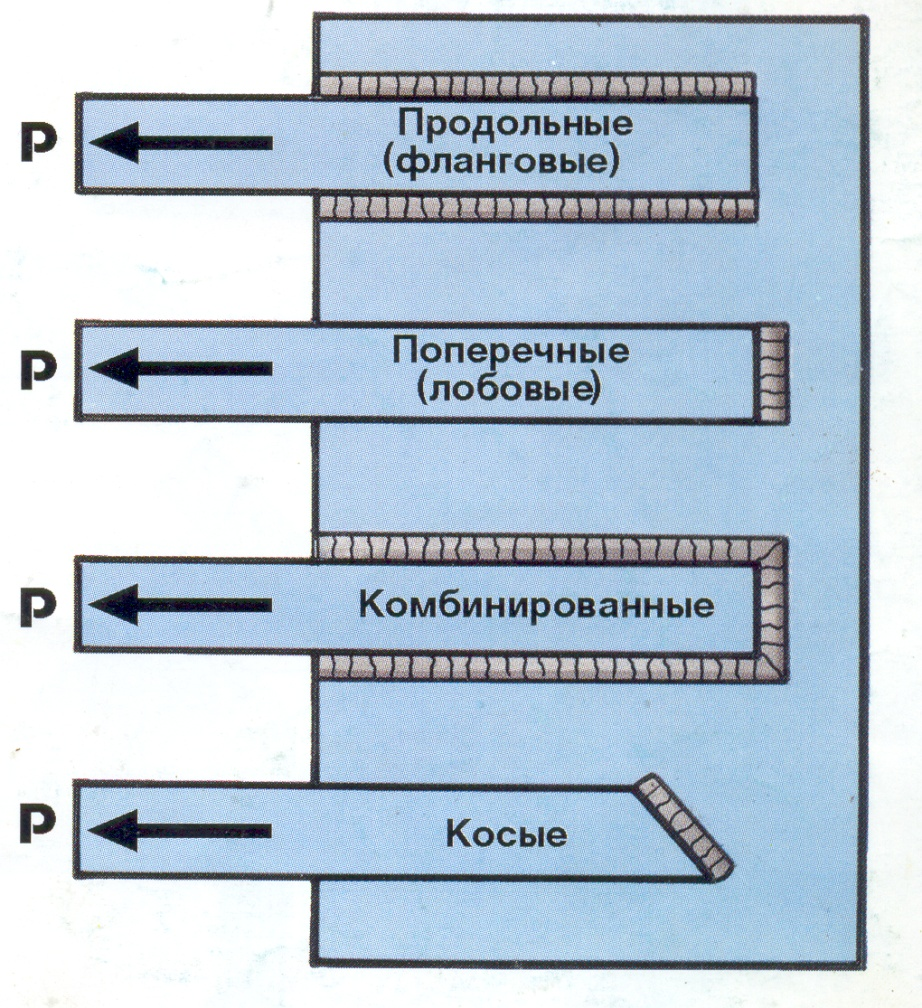 P
Продольные
(фланговые)
P
Поперечные
(лобовые)
P
Комбинированные
P
Косые